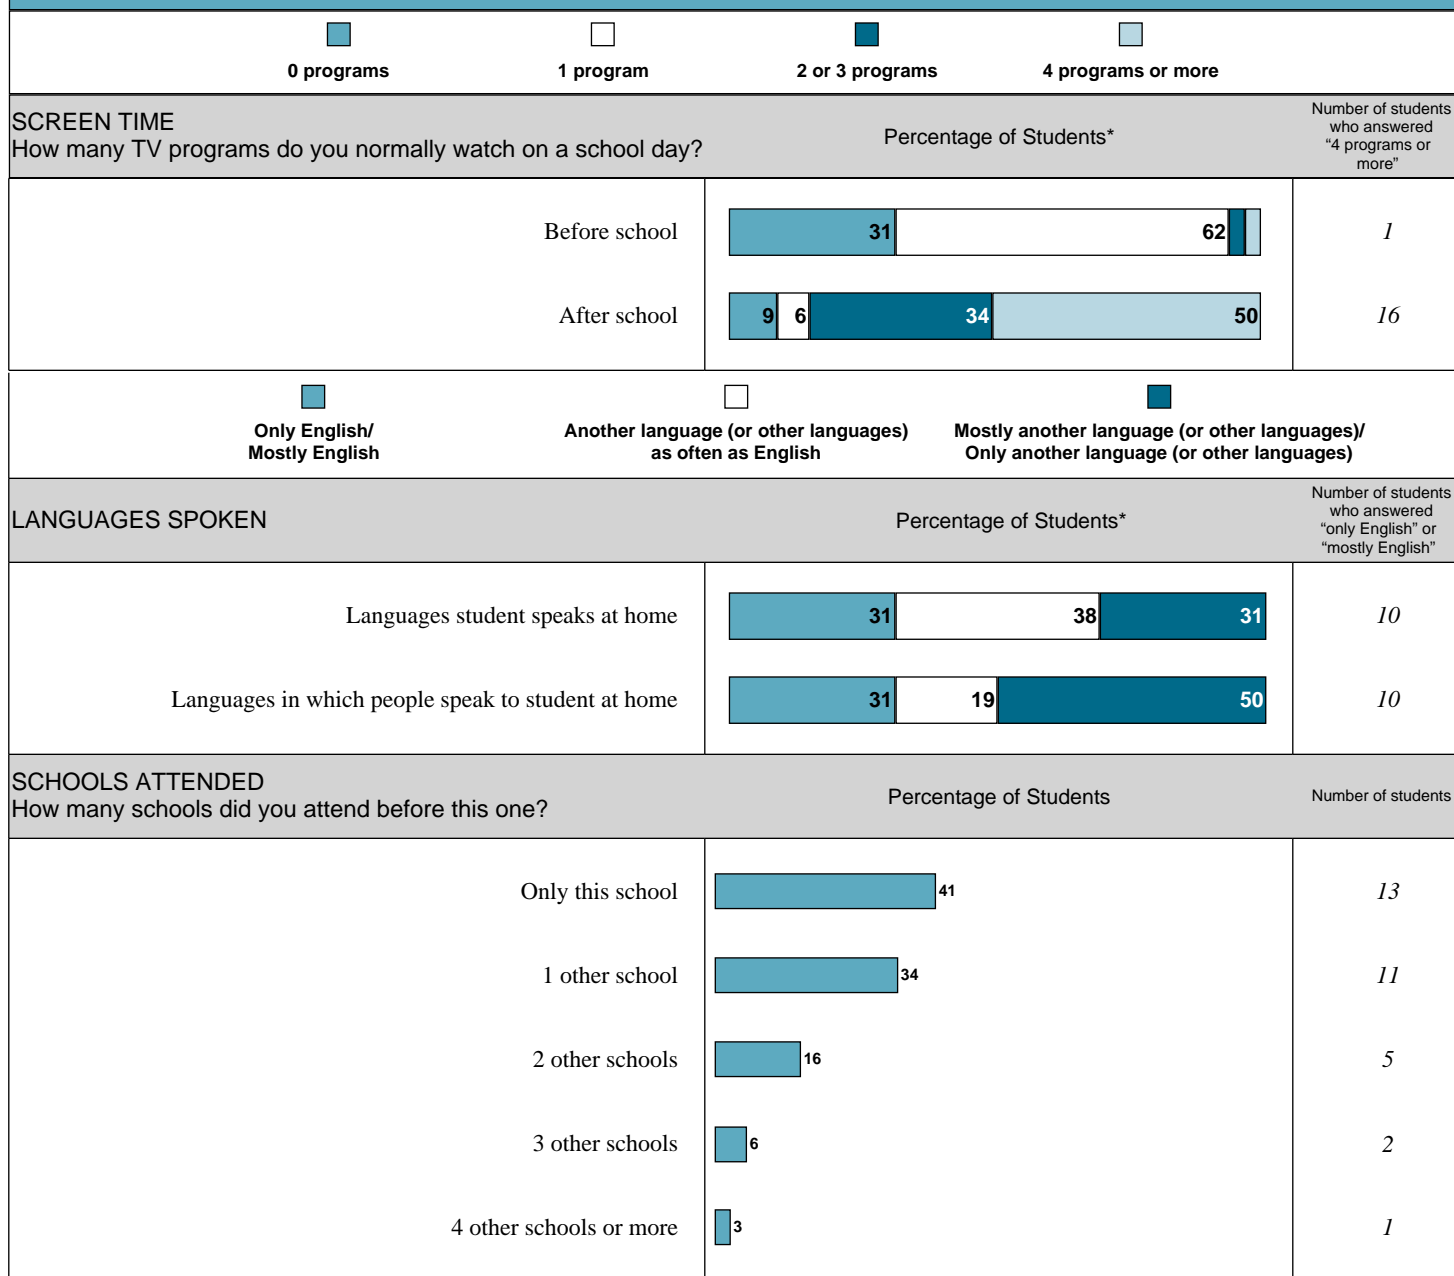 0 programs 1 program 2 or 3 programs 4 programs or more
SCREEN TIME
How many TV programs do you normally watch on a school day?
Percentage of Students*
Number of students
who answered
“4 programs or
more”
Before school 31 62 1
After school 9 6 34 50 16
Only English/
Mostly English
Another language (or other languages)
as often as English
Mostly another language (or other languages)/
Only another language (or other languages)
LANGUAGES SPOKEN
Percentage of Students*
Number of students
who answered
“only English” or
“mostly English”
Languages student speaks at home 31 38 31 10
Languages in which people speak to student at home 31 19 50 10
SCHOOLS ATTENDED
How many schools did you attend before this one?
Percentage of Students
Number of students
Only this school 41 13
1 other school 34 11
2 other schools 16 5
3 other schools 6 2
4 other schools or more 3 1